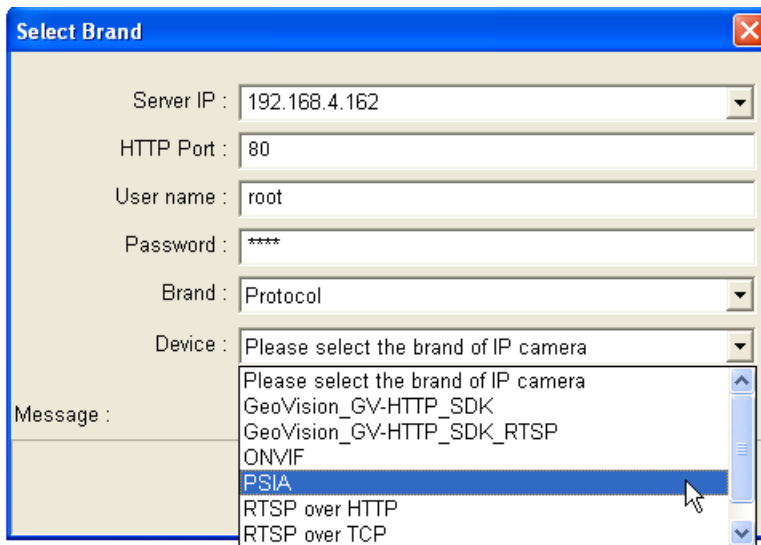 Select Brand
Server IP : 192.168.4.162
HTTP Port : 80
User name : root
Password : ****
Brand : Protocol
Device : Please select the brand of IP camera
Please select the brand of IP camera
GeoVision_GV-HTTP_SDK
Message :
GeoVision_GV-HTTP_SDK_RTSP
ONVIF
PSIA
RTSP over HTTP
RTSP over TCP